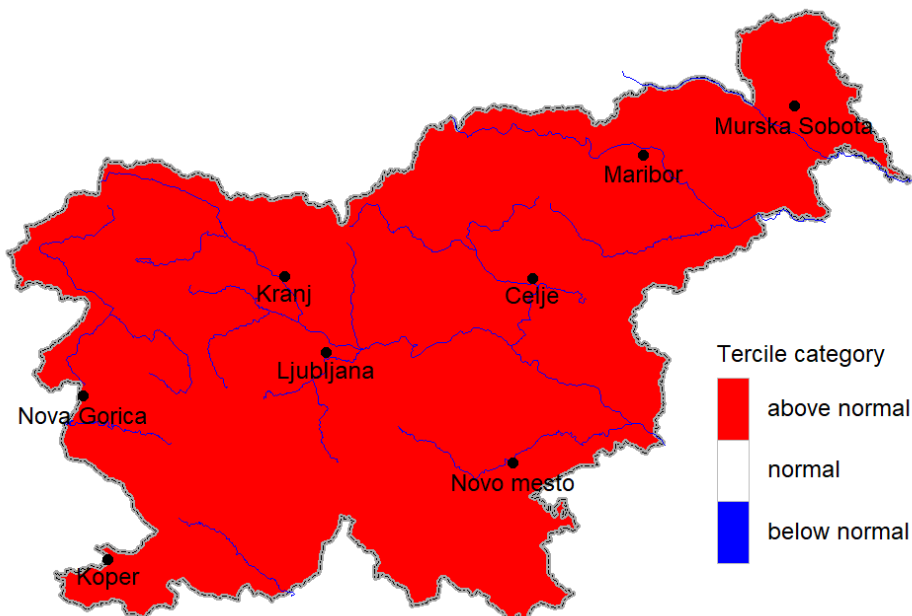 Murska Sobota
Maribor
Kranj
Celje
Ljubljana
Nova Gorica
Novo mesto
Koper
Tercile category
above normal
normal
below normal